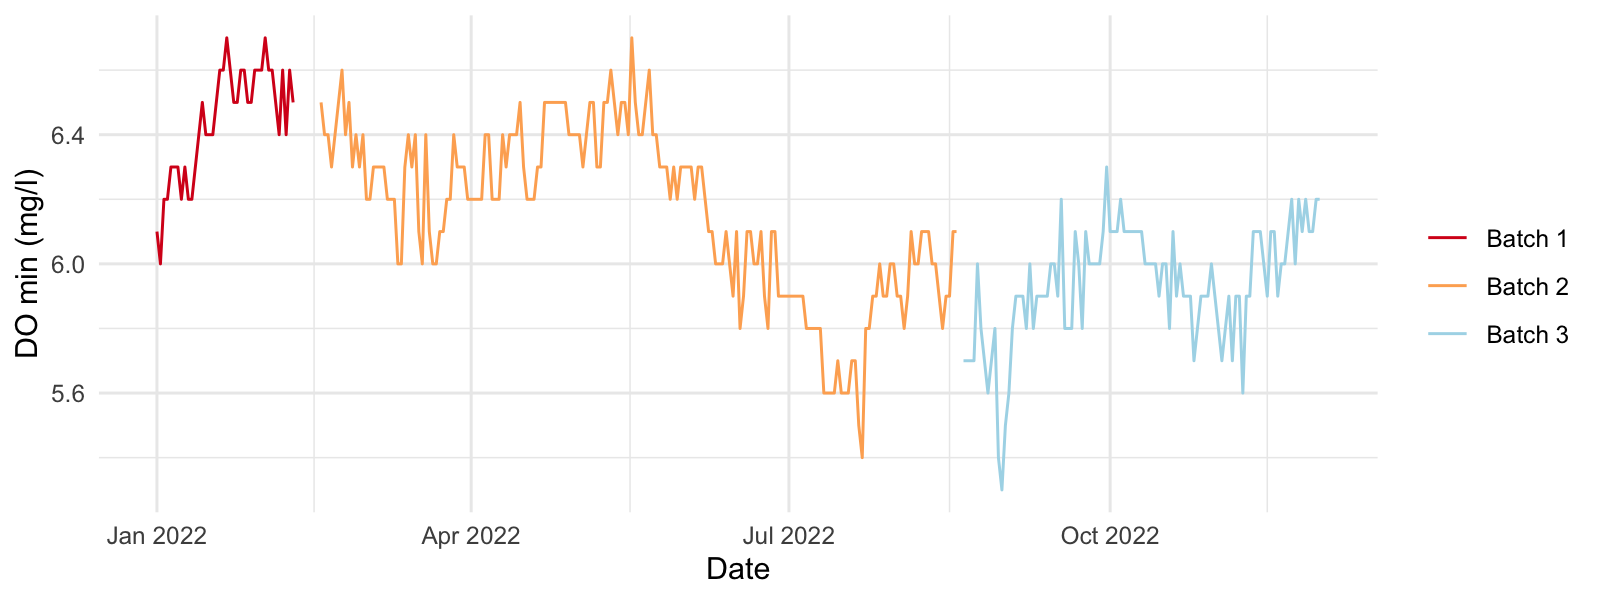 DO min (mg/l)
6.4
6.0
5.6
Jan 2022
Apr 2022
Jul 2022
Oct 2022
Date
Batch 1
Batch 2
Batch 3